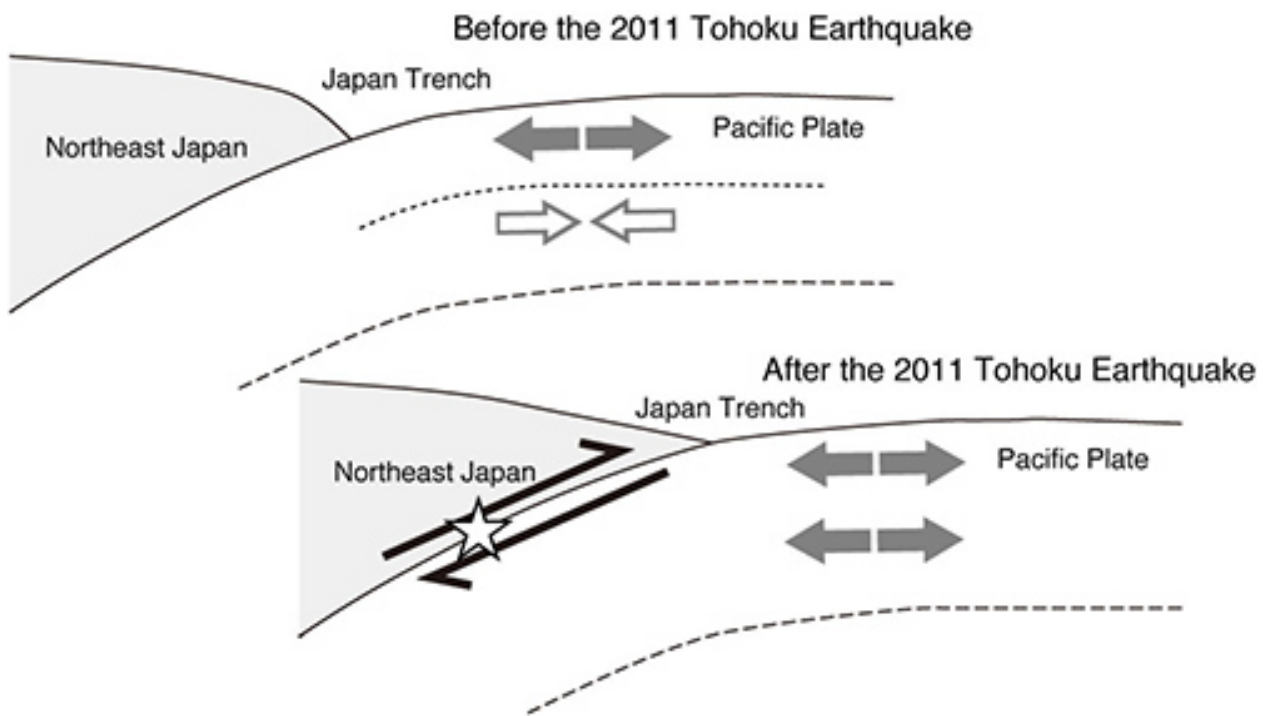 Before the 2011 Tohoku Earthquake
Japan Trench
Northeast Japan
Pacific Plate
After the 2011 Tohoku Earthquake
Japan Trench
Northeast Japan
Pacific Plate